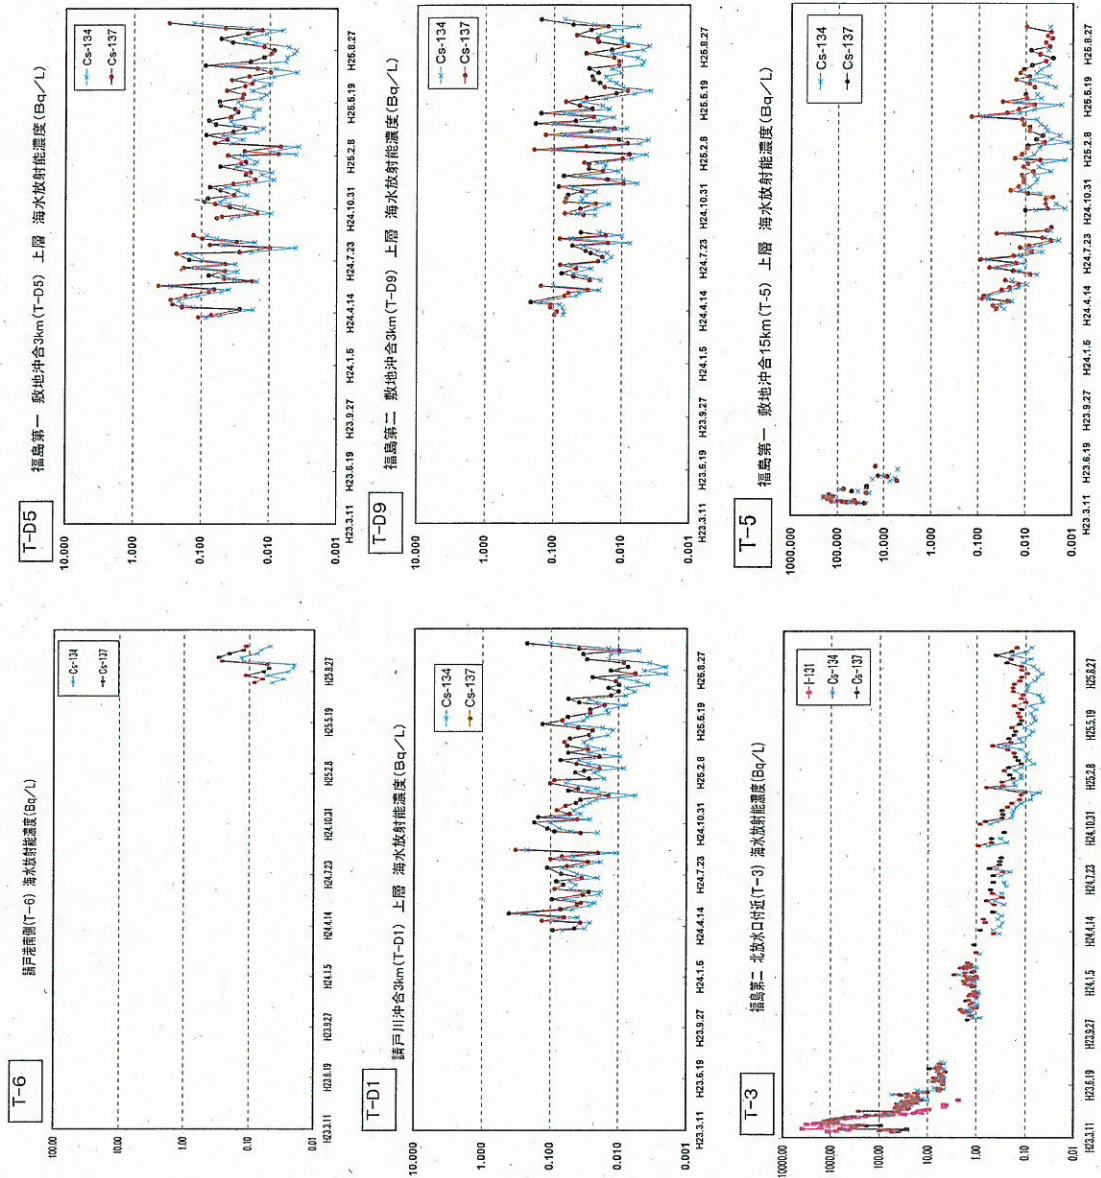 T-6
請戸港南側(T-6) 海水放射能濃度(Bq/L)
Cs-134
Cs-137
100.00
10.00
1.00
0.10
0.01
H23.3.11 H23.6.19 H23.9.27 H24.1.5 H24.4.14 H24.7.23 H24.10.31 H25.2.8 H25.5.19 H25.8.27
T-D5
福島第一 敷地沖合3km(T-D5) 上層 海水放射能濃度(Bq/L)
Cs-134
Cs-137
10.000
1.000
0.100
0.010
0.001
H23.3.11 H23.6.19 H23.9.27 H24.1.5 H24.4.14 H24.7.23 H24.10.31 H25.2.8 H25.5.19 H25.8.27
T-D1
請戸川沖合3km(T-D1) 上層 海水放射能濃度(Bq/L)
Cs-134
Cs-137
10.000
1.000
0.100
0.010
0.001
H23.3.11 H23.6.19 H23.9.27 H24.1.5 H24.4.14 H24.7.23 H24.10.31 H25.2.8 H25.5.19 H25.8.27
T-D9
福島第二 敷地沖合3km(T-D9) 上層 海水放射能濃度(Bq/L)
Cs-134
Cs-137
10.000
1.000
0.100
0.010
0.001
H23.3.11 H23.6.19 H23.9.27 H24.1.5 H24.4.14 H24.7.23 H24.10.31 H25.2.8 H25.5.19 H25.8.27
T-3
福島第二 北放水口付近(T-3) 海水放射能濃度(Bq/L)
I-131
Cs-134
Cs-137
10000.00
1000.00
100.00
10.00
1.00
0.10
0.01
H23.3.11 H23.6.19 H23.9.27 H24.1.5 H24.4.14 H24.7.23 H24.10.31 H25.2.8 H25.5.19 H25.8.27
T-5
福島第一 敷地沖合15km(T-5) 上層 海水放射能濃度(Bq/L)
Cs-134
Cs-137
1000.000
100.000
10.000
1.000
0.100
0.010
0.001
H23.3.11 H23.6.19 H23.9.27 H24.1.5 H24.4.14 H24.7.23 H24.10.31 H25.2.8 H25.5.19 H25.8.27